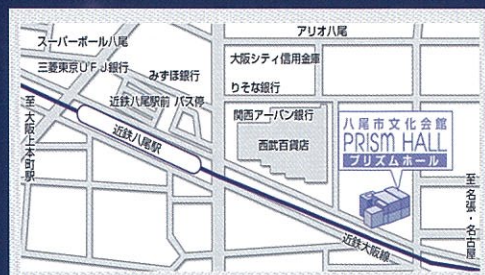 アリオ八尾
スーパーボール八尾
大阪シティ信用金庫
三菱東京UFJ銀行
みずほ銀行
りそな銀行
近鉄八尾駅前 バス停
関西アーバン銀行
八尾市文化会館
PRISM HALL
プリズムホール
近鉄八尾駅
西武百貨店
至 大阪上本町駅
至 名張・名古屋
近鉄大阪線